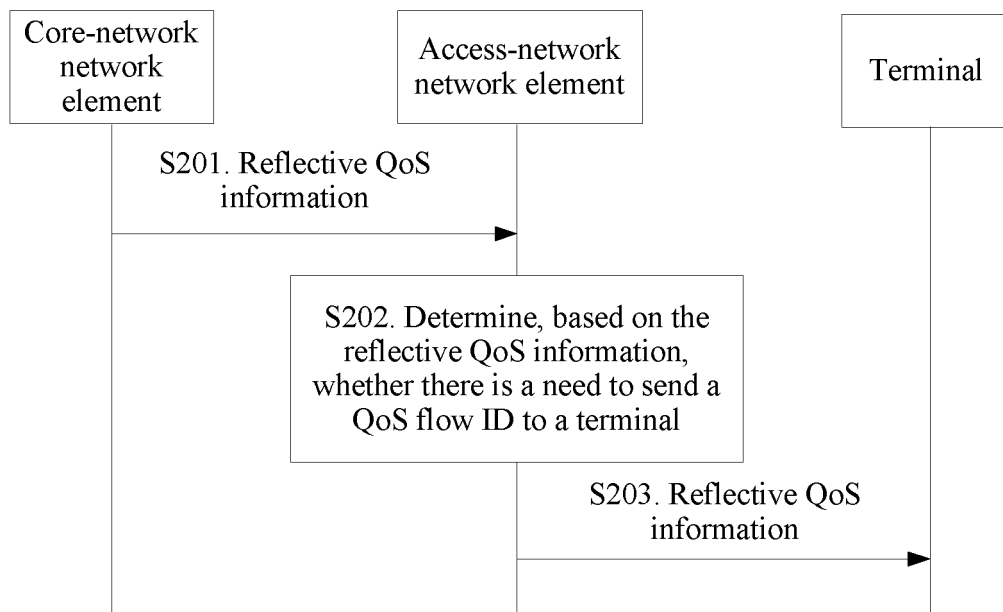 Core-network
network
element
Access-network
network element
Terminal
S201. Reflective QoS
information
S202. Determine, based on the
reflective QoS information,
whether there is a need to send a
QoS flow ID to a terminal
S203. Reflective QoS
information